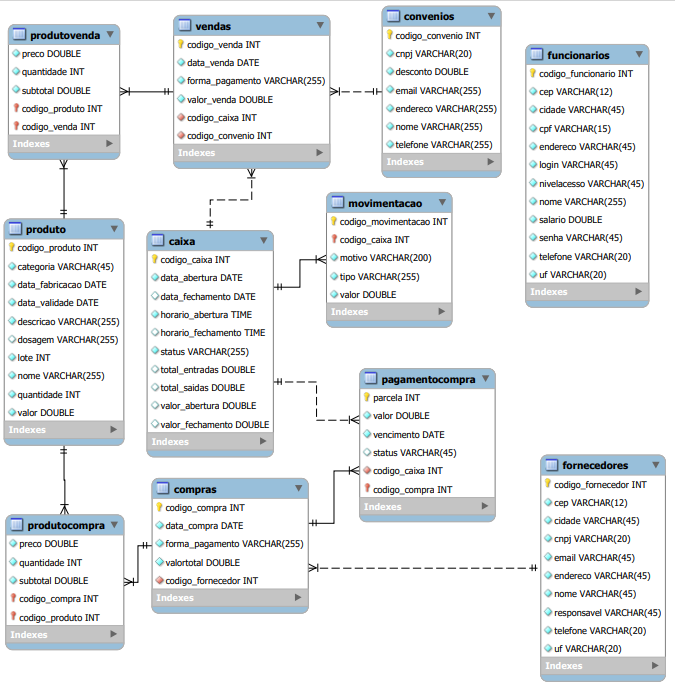 produtovenda
preco DOUBLE
quantidade INT
subtotal DOUBLE
codigo_produto INT
codigo_venda INT
Indexes
vendas
codigo_venda INT
data_venda DATE
forma_pagamento VARCHAR(255)
valor_venda DOUBLE
codigo_caixa INT
codigo_convenio INT
Indexes
convenios
codigo_convenio INT
cnpj VARCHAR(20)
desconto DOUBLE
email VARCHAR(255)
endereco VARCHAR(255)
nome VARCHAR(255)
telefone VARCHAR(255)
Indexes
funcionarios
codigo_funcionario INT
cep VARCHAR(12)
cidade VARCHAR(45)
cpf VARCHAR(15)
endereco VARCHAR(45)
login VARCHAR(45)
nivelacesso VARCHAR(45)
nome VARCHAR(255)
salario DOUBLE
senha VARCHAR(45)
telefone VARCHAR(20)
uf VARCHAR(20)
Indexes
produto
codigo_produto INT
categoria VARCHAR(45)
data_fabricacao DATE
data_validade DATE
descricao VARCHAR(255)
dosagem VARCHAR(255)
lote INT
nome VARCHAR(255)
quantidade INT
valor DOUBLE
Indexes
caixa
codigo_caixa INT
data_abertura DATE
data_fechamento DATE
horario_abertura TIME
horario_fechamento TIME
status VARCHAR(255)
total_entradas DOUBLE
total_saidas DOUBLE
valor_abertura DOUBLE
valor_fechamento DOUBLE
Indexes
movimentacao
codigo_movimentacao INT
codigo_caixa INT
motivo VARCHAR(200)
tipo VARCHAR(255)
valor DOUBLE
Indexes
pagamentocompra
parcela INT
valor DOUBLE
vencimento DATE
status VARCHAR(45)
codigo_caixa INT
codigo_compra INT
Indexes
produtocompra
preco DOUBLE
quantidade INT
subtotal DOUBLE
codigo_compra INT
codigo_produto INT
Indexes
compras
codigo_compra INT
data_compra DATE
forma_pagamento VARCHAR(255)
valortotal DOUBLE
codigo_fornecedor INT
Indexes
fornecedores
codigo_fornecedor INT
cep VARCHAR(12)
cidade VARCHAR(45)
cnpj VARCHAR(20)
email VARCHAR(45)
endereco VARCHAR(45)
nome VARCHAR(45)
responsavel VARCHAR(45)
telefone VARCHAR(20)
uf VARCHAR(20)
Indexes